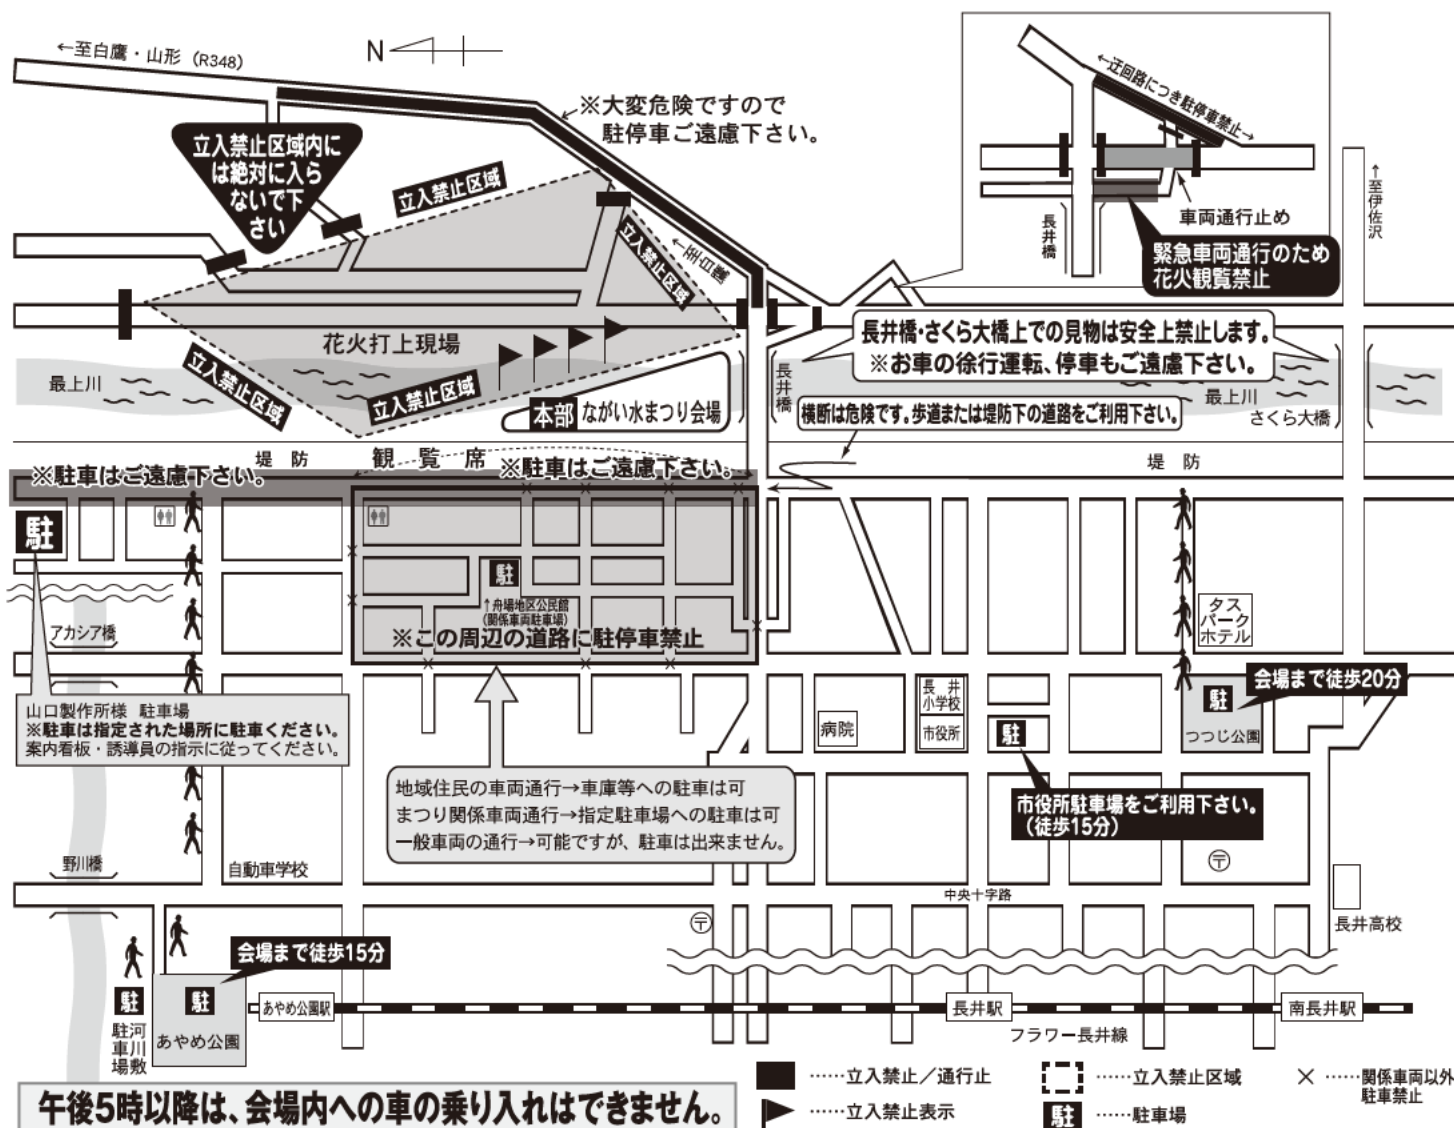 ←至白鷹・山形（R348）
N
※大変危険ですので
駐停車ご遠慮下さい。
←迂回路につき駐停車禁止→
車両通行止め
長井橋
緊急車両通行のため
花火観覧禁止
↑至伊佐沢
立入禁止区域内に
は絶対に入ら
ないで下
さい
立入禁止区域
立入禁止区域
←至白鷹
花火打上現場
立入禁止区域
立入禁止区域
最上川
本部 ながい水まつり会場
長井橋
長井橋・さくら大橋上での見物は安全上禁止します。
※お車の徐行運転、停車もご遠慮下さい。
最上川
さくら大橋
横断は危険です。歩道または堤防下の道路をご利用下さい。
堤 防
観 覧 席
堤 防
※駐車はご遠慮下さい。
※駐車はご遠慮下さい。
駐
駐
↑舟場地区公民館
(関係車両駐車場)
※この周辺の道路に駐停車禁止
アカシア橋
タス
パーク
ホテル
山口製作所様 駐車場
※駐車は指定された場所に駐車ください。
案内看板・誘導員の指示に従ってください。
長 井
小学校
市役所
病院
駐
駐
つつじ公園
会場まで徒歩20分
地域住民の車両通行→車庫等への駐車は可
まつり関係車両通行→指定駐車場への駐車は可
一般車両の通行→可能ですが、駐車は出来ません。
市役所駐車場をご利用下さい。
（徒歩15分）
野川橋
自動車学校
〒
中央十字路
〒
長井高校
会場まで徒歩15分
駐
河川敷
駐車場
駐
あやめ公園
あやめ公園駅
長井駅
南長井駅
フラワー長井線
午後5時以降は、会場内への車の乗り入れはできません。
……立入禁止／通行止
……立入禁止区域
× ……関係車両以外
駐車禁止
……立入禁止表示
駐 ……駐車場